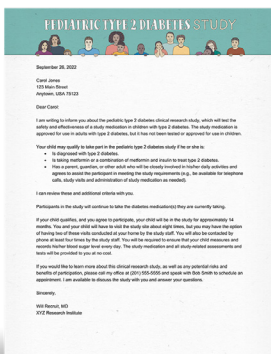 PEDIATRIC TYPE 2 DIABETES STUDY
September 26, 2022
Carol Jones
123 Main Street
Anytown, USA 75123
Dear Carol:
I am writing to inform you about the pediatric type 2 diabetes clinical research study, which will test the
safety and effectiveness of a study medication in children with type 2 diabetes. The study medication is
approved for use in adults with type 2 diabetes, but it has not been tested or approved for use in children.
Your child may qualify to take part in the pediatric type 2 diabetes study if he or she is:
• Is diagnosed with type 2 diabetes.
• Is taking metformin or a combination of metformin and insulin to treat type 2 diabetes.
• Has a parent, guardian, or other adult who will be closely involved in his/her daily activities and
agrees to assist the participant in meeting the study requirements (e.g., be available for telephone
calls, study visits and administration of study medication as needed).
I can review these and additional criteria with you.
Participants in the study will continue to take the diabetes medication(s) they are currently taking.
If your child qualifies, and you agree to participate, your child will be in the study for approximately 14
months. You and your child will have to visit the study site about eight times, but you may have the option
of having two of these visits conducted at your home by the study staff. You will also be contacted by
phone at least four times by the study staff. You will be required to ensure that your child measures and
records his/her blood sugar level every day. The study medication and all study-related assessments and
tests will be provided to you at no cost.
If you would like to learn more about this clinical research study, as well as any potential risks and
benefits of participation, please call my office at (201) 555-5555 and speak with Bob Smith to schedule an
appointment. I am available to discuss the study with you and answer your questions.
Sincerely,
Will Recruit, MD
XYZ Research Institute